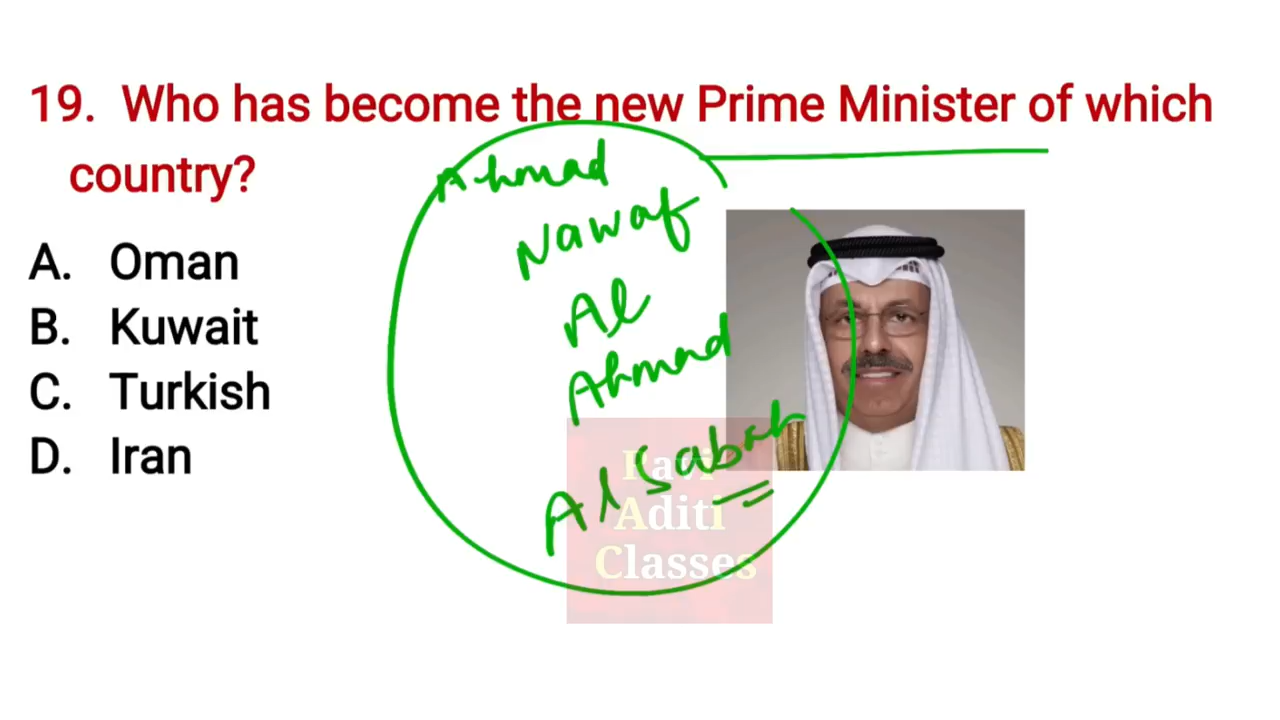 19. Who has become the new Prime Minister of which
country?
Ahmad
Nawaf
Al
Ahmad
Al Sabah
A. Oman
B. Kuwait
C. Turkish
D. Iran
Ravi
Aditi
Classes